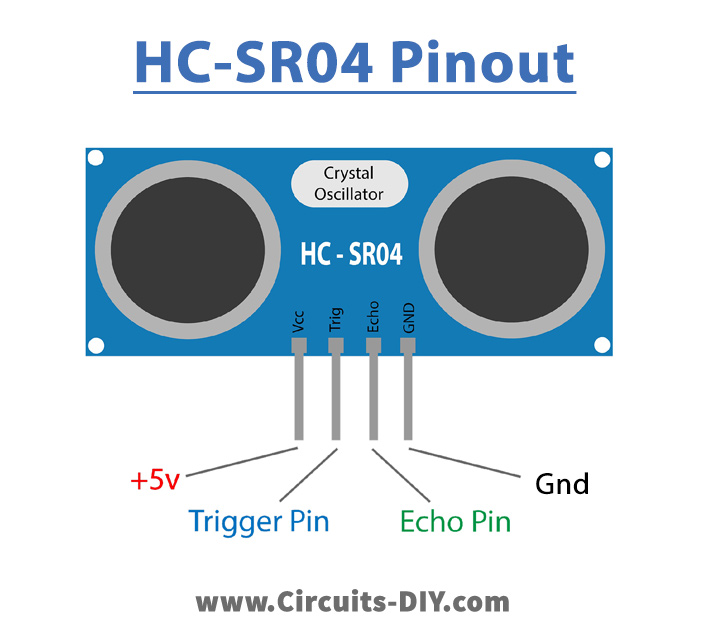 HC-SR04 Pinout
Crystal
Oscillator
HC - SR04
Vcc
Trig
Echo
GND
+5v
Trigger Pin
Echo Pin
Gnd
www.Circuits-DIY.com